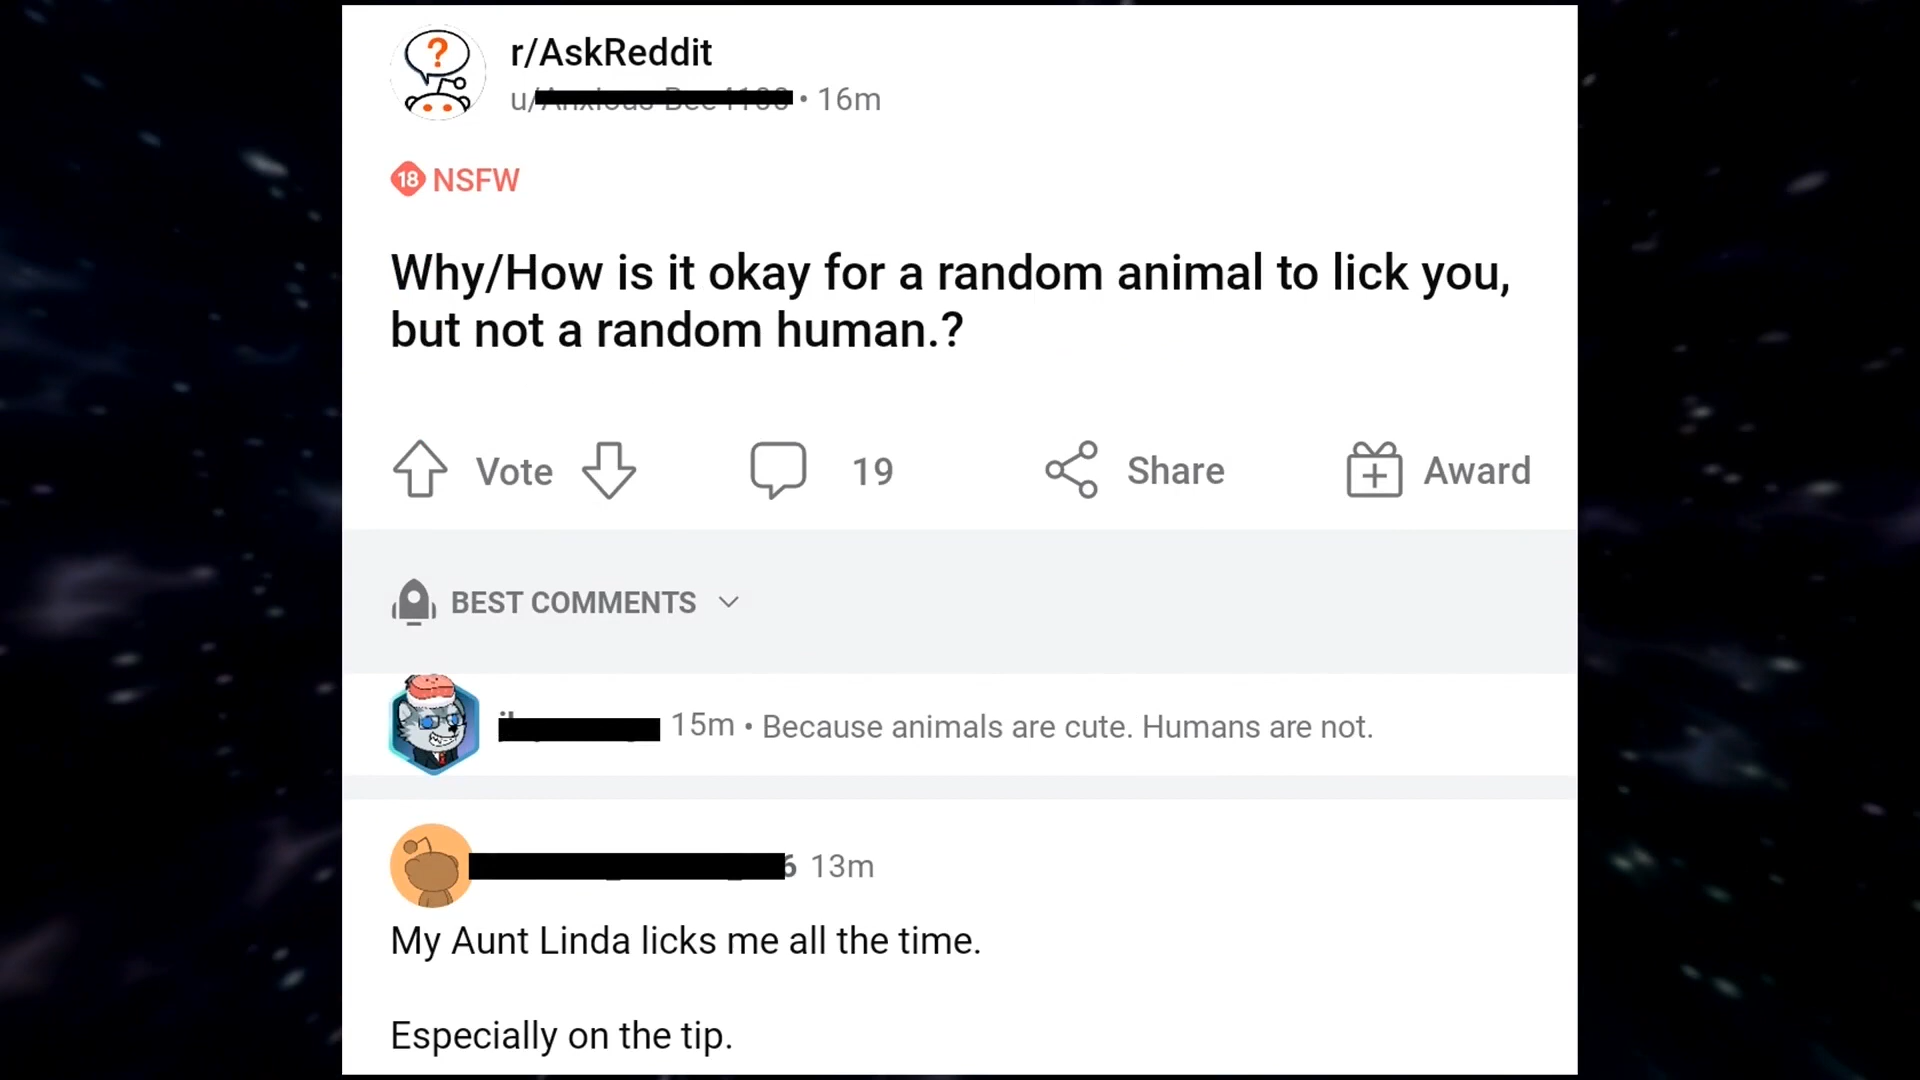 r/AskReddit
u/ • 16m
18 NSFW
Why/How is it okay for a random animal to lick you,
but not a random human.?
Vote 19 Share Award
BEST COMMENTS
15m • Because animals are cute. Humans are not.
6 13m
My Aunt Linda licks me all the time.
Especially on the tip.